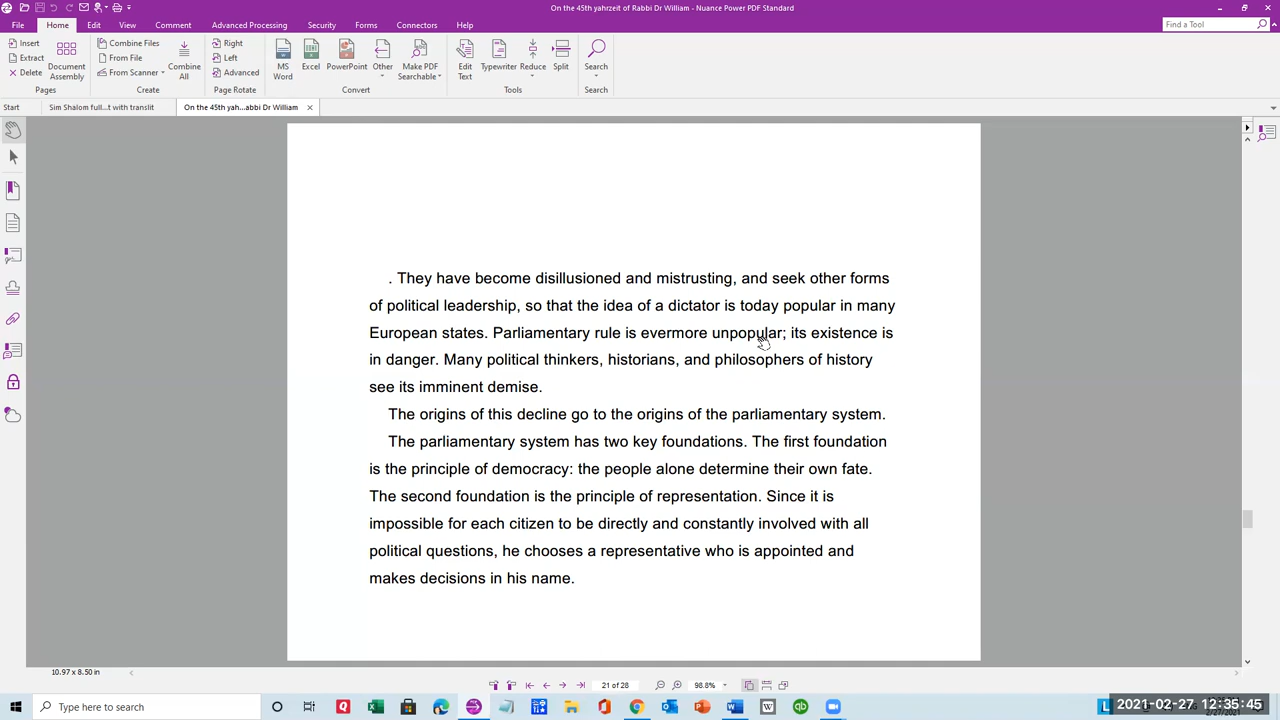 On the 45th yahrzeit of Rabbi Dr William - Nuance Power PDF Standard
File Home Edit View Comment Advanced Processing Security Forms Connectors Help Find a Tool
Insert Extract Delete Document Assembly Pages
Combine Files From File From Scanner Combine All Create
Right Left Advanced Page Rotate
MS Word Excel PowerPoint Other Make PDF Searchable Convert
Edit Text Typewriter Reduce Split Tools
Search Search
Start Sim Shalom full...t with translit On the 45th yah...abbi Dr William
. They have become disillusioned and mistrusting, and seek other forms
of political leadership, so that the idea of a dictator is today popular in many
European states. Parliamentary rule is evermore unpopular; its existence is
in danger. Many political thinkers, historians, and philosophers of history
see its imminent demise.
The origins of this decline go to the origins of the parliamentary system.
The parliamentary system has two key foundations. The first foundation
is the principle of democracy: the people alone determine their own fate.
The second foundation is the principle of representation. Since it is
impossible for each citizen to be directly and constantly involved with all
political questions, he chooses a representative who is appointed and
makes decisions in his name.
10.97 x 8.50 in
21 of 28 98.8%
Type here to search
2021-02-27, 12:35:45